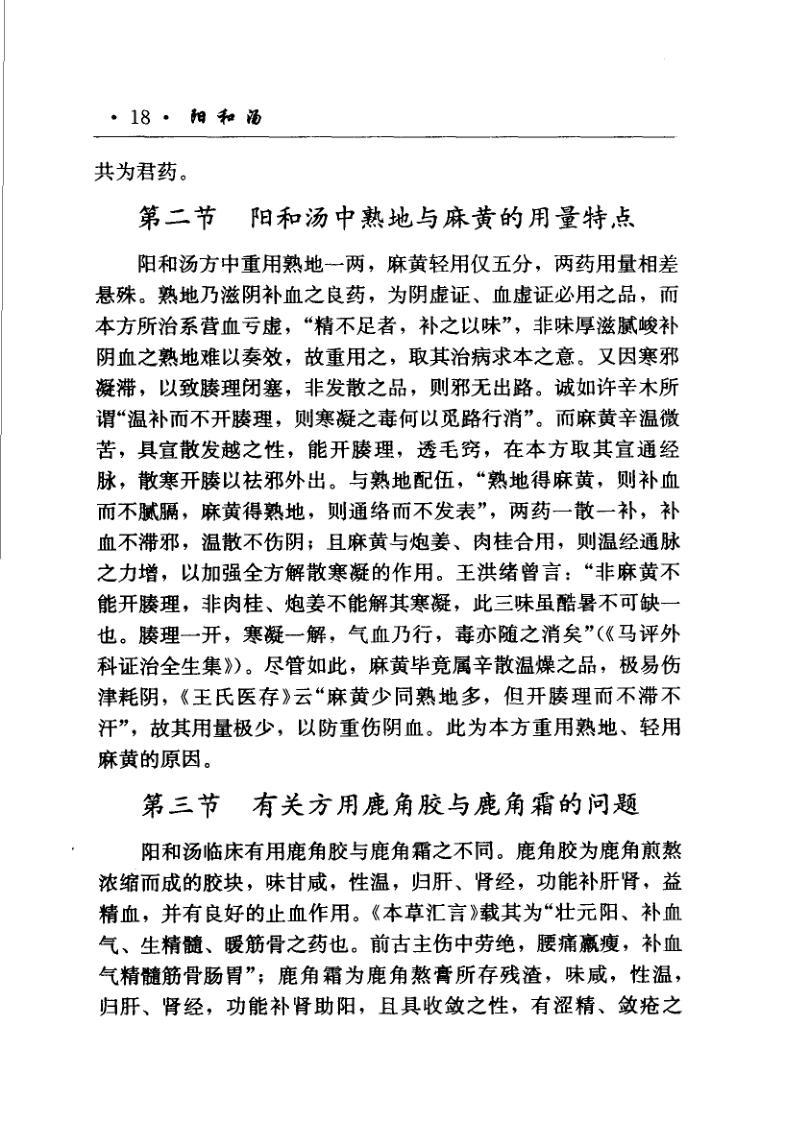 · 18 · 阳和汤
共为君药。
第二节 阳和汤中熟地与麻黄的用量特点
阳和汤方中重用熟地一两，麻黄轻用仅五分，两药用量相差
悬殊。熟地乃滋阴补血之良药，为阴虚证、血虚证必用之品，而
本方所治系营血亏虚，“精不足者，补之以味”，非味厚滋腻峻补
阴血之熟地难以奏效，故重用之，取其治病求本之意。又因寒邪
凝滞，以致腠理闭塞，非发散之品，则邪无出路。诚如许辛木所
谓“温补而不开腠理，则寒凝之毒何以觅路行消”。而麻黄辛温微
苦，具宣散发越之性，能开腠理，透毛窍，在本方取其宣通经
脉，散寒开腠以祛邪外出。与熟地配伍，“熟地得麻黄，则补血
而不腻膈，麻黄得熟地，则通络而不发表”，两药一散一补，补
血不滞邪，温散不伤阴；且麻黄与炮姜、肉桂合用，则温经通脉
之力增，以加强全方解散寒凝的作用。王洪绪曾言：“非麻黄不
能开腠理，非肉桂、炮姜不能解其寒凝，此三味虽酷暑不可缺一
也。腠理一开，寒凝一解，气血乃行，毒亦随之消矣”(《马评外
科证治全生集》)。尽管如此，麻黄毕竟属辛散温燥之品，极易伤
津耗阴，《王氏医存》云“麻黄少同熟地多，但开腠理而不滞不
汗”，故其用量极少，以防重伤阴血。此为本方重用熟地、轻用
麻黄的原因。
第三节 有关方用鹿角胶与鹿角霜的问题
阳和汤临床有用鹿角胶与鹿角霜之不同。鹿角胶为鹿角煎熬
浓缩而成的胶块，味甘咸，性温，归肝、肾经，功能补肝肾，益
精血，并有良好的止血作用。《本草汇言》载其为“壮元阳、补血
气、生精髓、暖筋骨之药也。前古主伤中劳绝，腰痛羸瘦，补血
气精髓筋骨肠胃”；鹿角霜为鹿角熬膏所存残渣，味咸，性温，
归肝、肾经，功能补肾助阳，且具收敛之性，有涩精、敛疮之